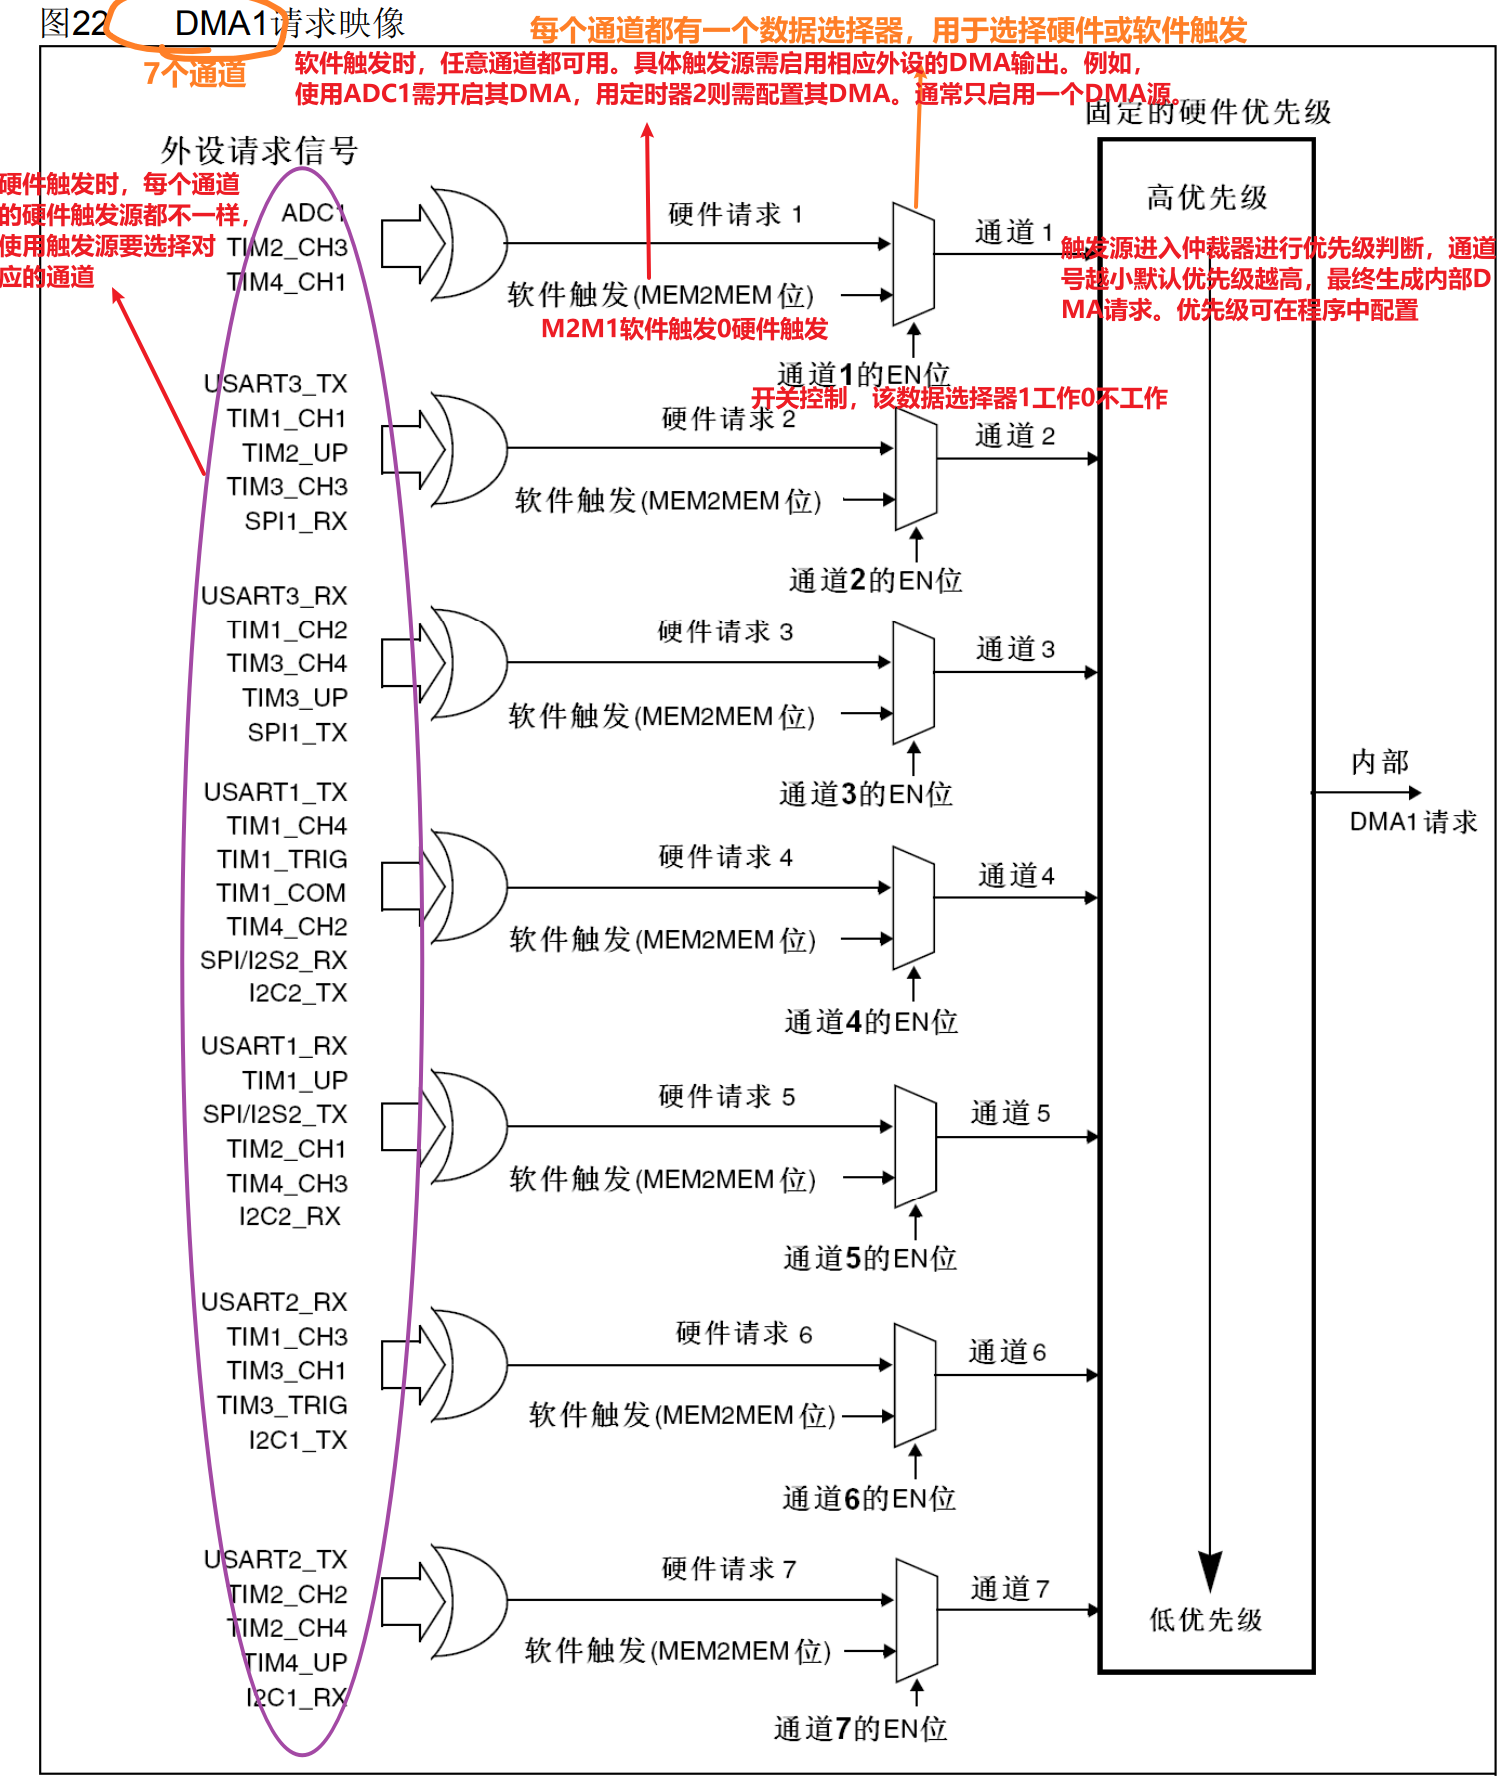 图22 DMA1请求映像
每个通道都有一个数据选择器，用于选择硬件或软件触发
7个通道
软件触发时，任意通道都可用。具体触发源需启用相应外设的DMA输出。例如，
使用ADC1需开启其DMA，用定时器2则需配置其DMA。通常只启用一个DMA源。
固定的硬件优先级
外设请求信号
硬件触发时，每个通道
的硬件触发源都不一样，
使用触发源要选择对
应的通道
ADC1
TIM2_CH3
TIM4_CH1
硬件请求 1
软件触发(MEM2MEM 位)
M2M1软件触发0硬件触发
通道1
通道1的EN位
开关控制，该数据选择器1工作0不工作
高优先级
触发源进入仲裁器进行优先级判断，通道
号越小默认优先级越高，最终生成内部D
MA请求。优先级可在程序中配置
USART3_TX
TIM1_CH1
TIM2_UP
TIM3_CH3
SPI1_RX
硬件请求 2
软件触发(MEM2MEM 位)
通道2
通道2的EN位
USART3_RX
TIM1_CH2
TIM3_CH4
TIM3_UP
SPI1_TX
硬件请求 3
软件触发(MEM2MEM 位)
通道3
通道3的EN位
内部
DMA1请求
USART1_TX
TIM1_CH4
TIM1_TRIG
TIM1_COM
TIM4_CH2
SPI/I2S2_RX
I2C2_TX
硬件请求 4
软件触发(MEM2MEM 位)
通道4
通道4的EN位
USART1_RX
TIM1_UP
SPI/I2S2_TX
TIM2_CH1
TIM4_CH3
I2C2_RX
硬件请求 5
软件触发(MEM2MEM 位)
通道5
通道5的EN位
USART2_RX
TIM1_CH3
TIM3_CH1
TIM3_TRIG
I2C1_TX
硬件请求 6
软件触发(MEM2MEM 位)
通道6
通道6的EN位
USART2_TX
TIM2_CH2
TIM2_CH4
TIM4_UP
I2C1_RX
硬件请求 7
软件触发(MEM2MEM 位)
通道7
通道7的EN位
低优先级